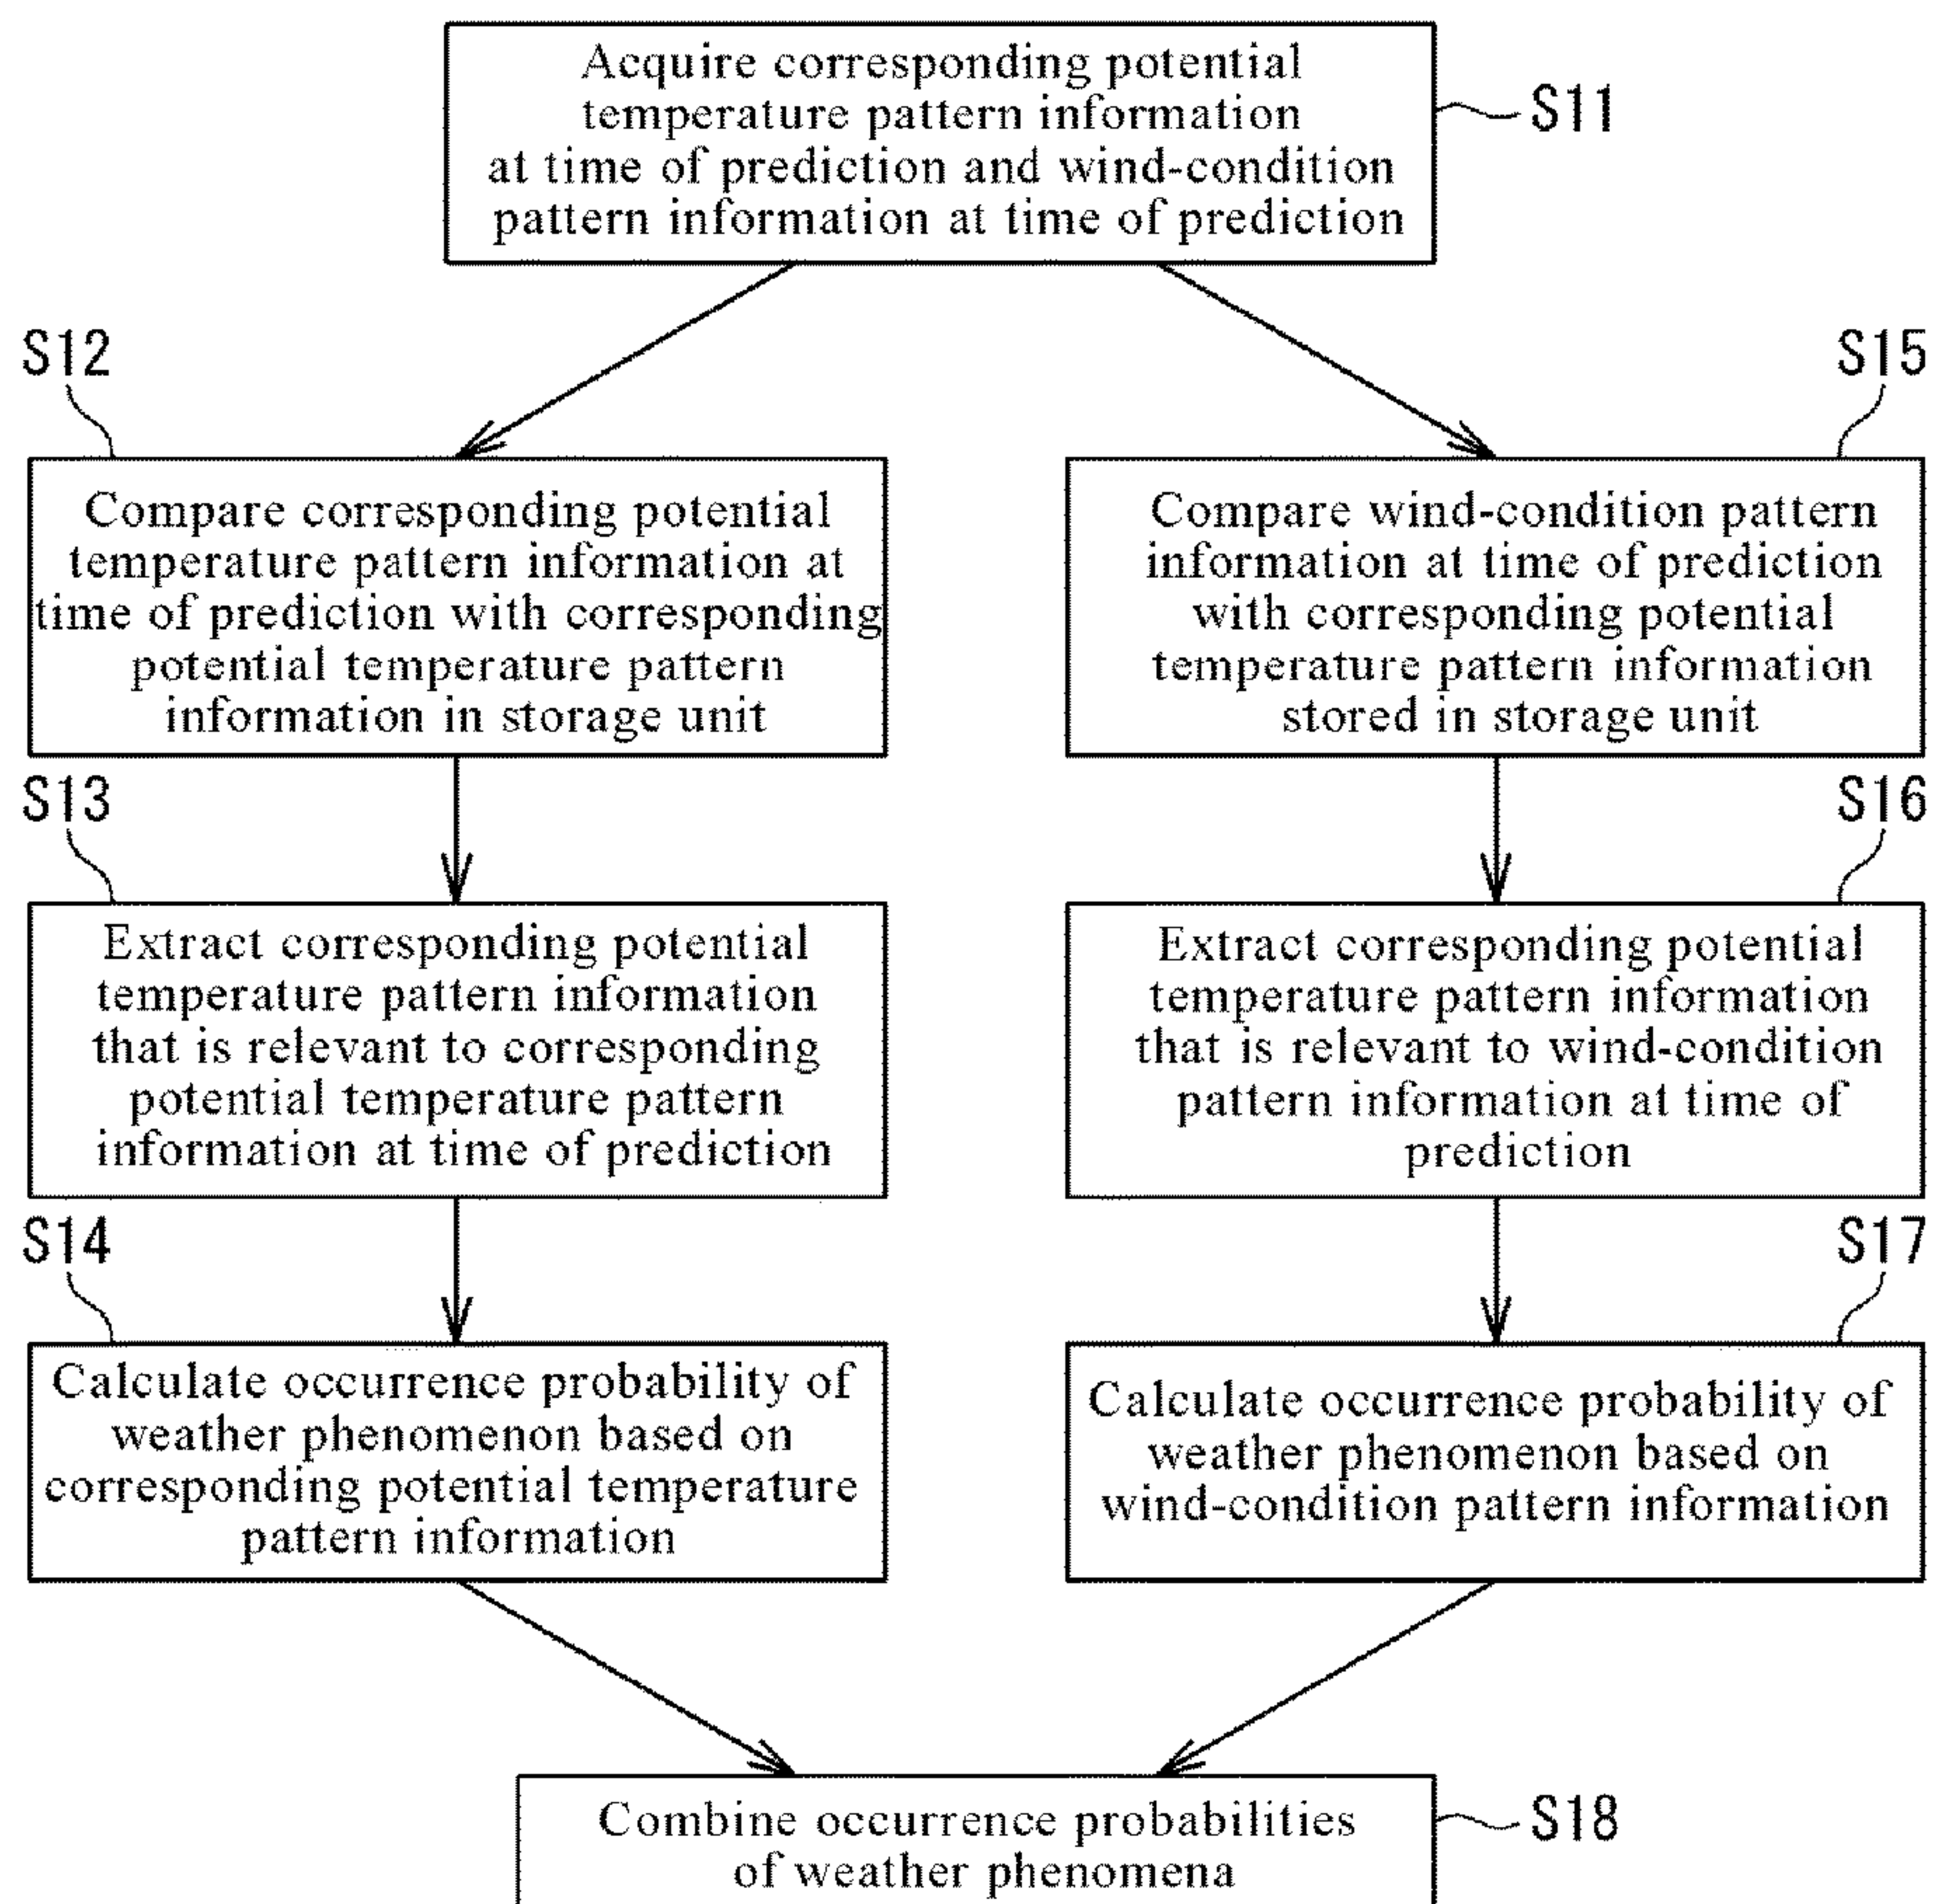 Acquire corresponding potential
temperature pattern information
at time of prediction and wind-condition
pattern information at time of prediction
S11
S12
Compare corresponding potential
temperature pattern information at
time of prediction with corresponding
potential temperature pattern
information in storage unit
S13
Extract corresponding potential
temperature pattern information
that is relevant to corresponding
potential temperature pattern
information at time of prediction
S14
Calculate occurrence probability of
weather phenomenon based on
corresponding potential temperature
pattern information
S15
Compare wind-condition pattern
information at time of prediction
with corresponding potential
temperature pattern information
stored in storage unit
S16
Extract corresponding potential
temperature pattern information
that is relevant to wind-condition
pattern information at time of
prediction
S17
Calculate occurrence probability of
weather phenomenon based on
wind-condition pattern information
Combine occurrence probabilities
of weather phenomena
S18